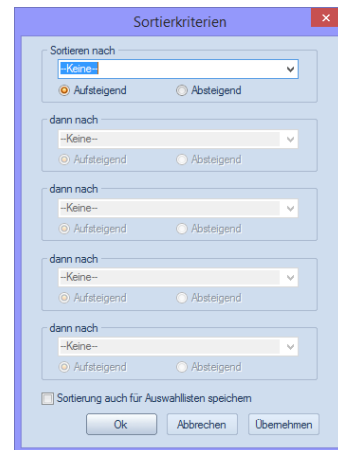 Sortierkriterien
Sortieren nach
--Keine--
Aufsteigend Absteigend
dann nach
--Keine--
Aufsteigend Absteigend
dann nach
--Keine--
Aufsteigend Absteigend
dann nach
--Keine--
Aufsteigend Absteigend
dann nach
--Keine--
Aufsteigend Absteigend
Sortierung auch für Auswahllisten speichern
Ok Abbrechen Übernehmen